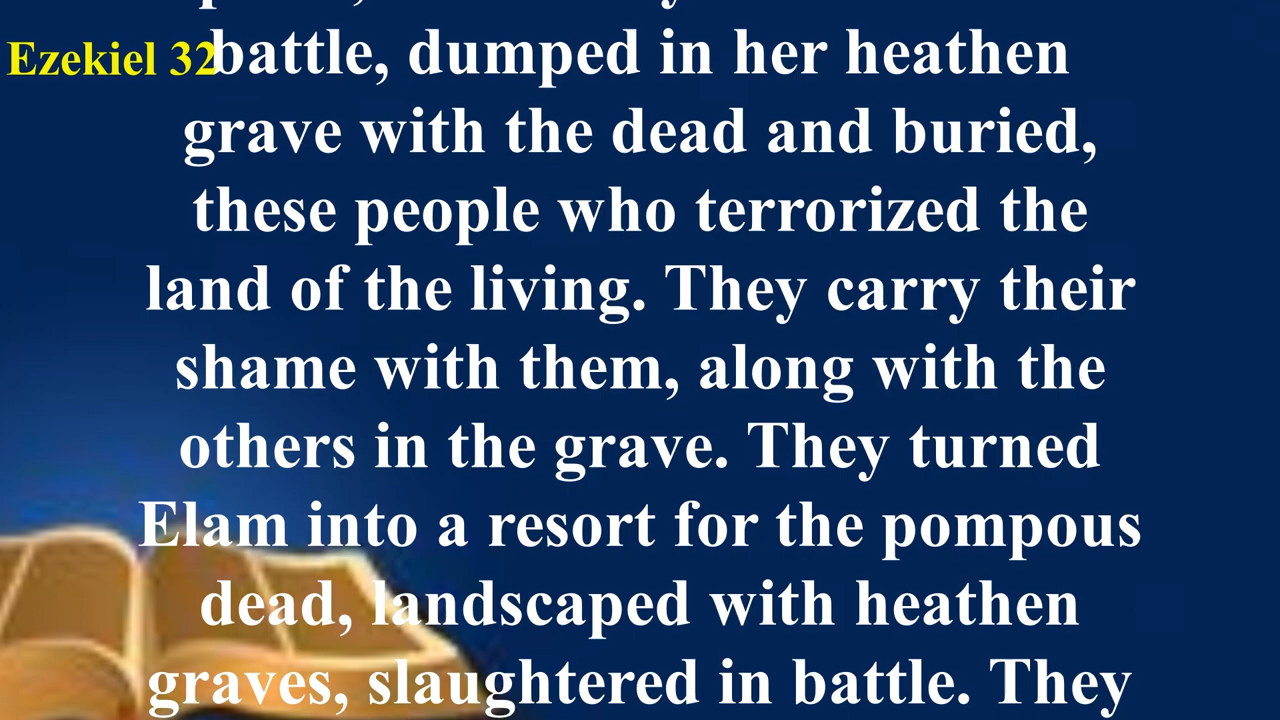 Ezekiel 32
battle, dumped in her heathen
grave with the dead and buried,
these people who terrorized the
land of the living. They carry their
shame with them, along with the
others in the grave. They turned
Elam into a resort for the pompous
dead, landscaped with heathen
graves, slaughtered in battle. They